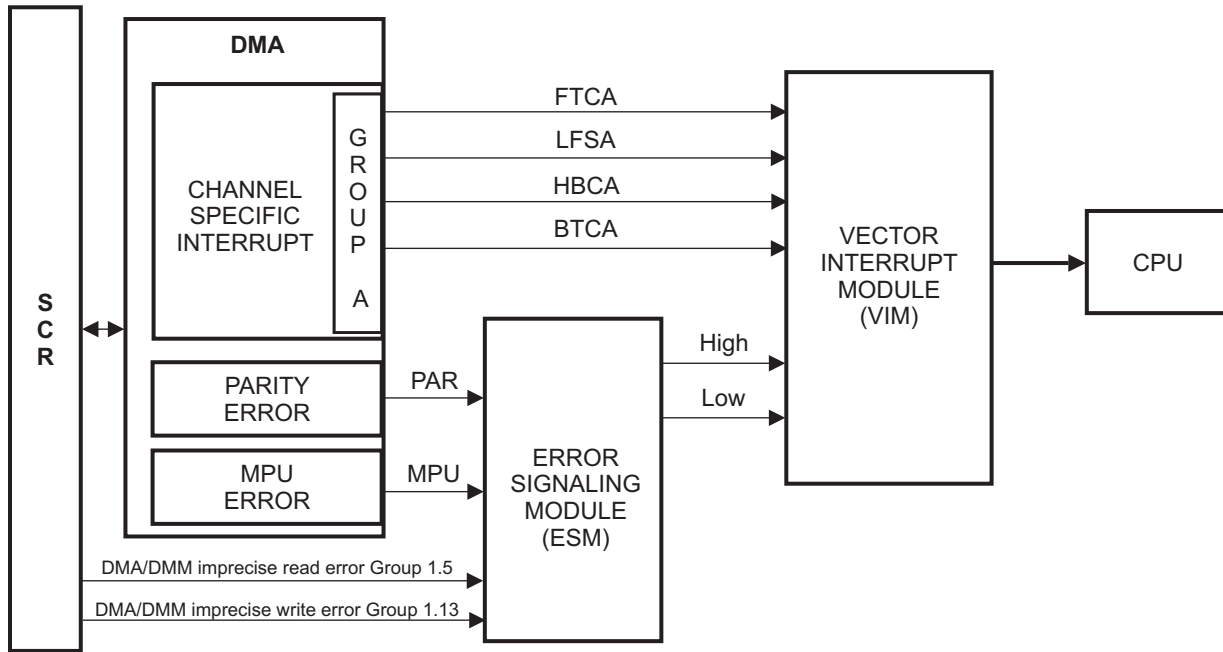 S
C
R
DMA
CHANNEL
SPECIFIC
INTERRUPT
G
R
O
U
P
A
FTCA
LFSA
HBCA
BTCA
PARITY
ERROR
PAR
MPU
ERROR
MPU
DMA/DMM imprecise read error Group 1.5
DMA/DMM imprecise write error Group 1.13
ERROR
SIGNALING
MODULE
(ESM)
High
Low
VECTOR
INTERRUPT
MODULE
(VIM)
CPU